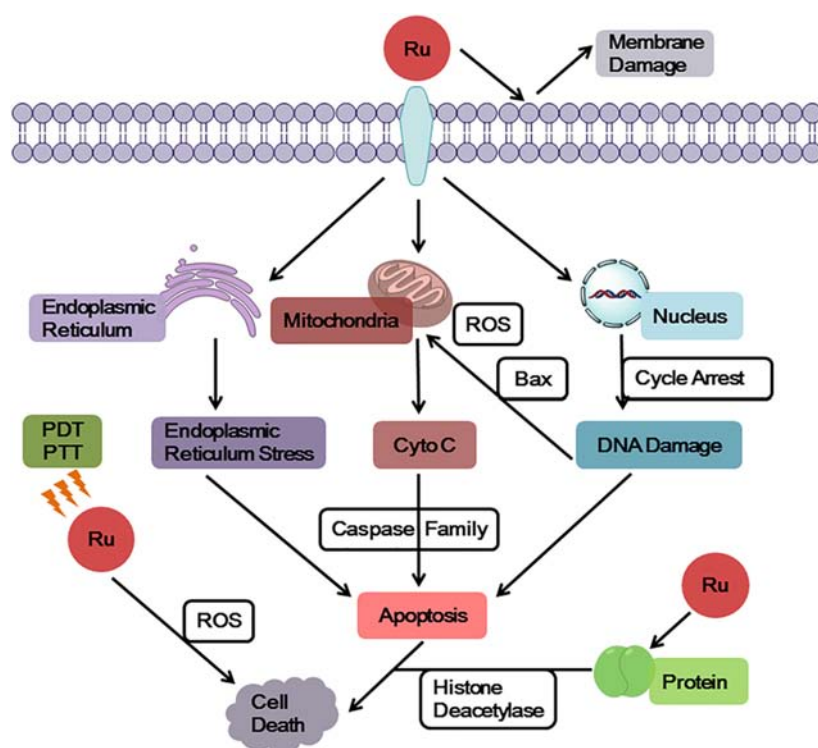 Ru
Membrane
Damage
Endoplasmic
Reticulum
Mitochondria
ROS
Nucleus
Bax
Cycle Arrest
PDT
PTT
Endoplasmic
Reticulum Stress
Cyto C
DNA Damage
Ru
Caspase Family
Ru
ROS
Apoptosis
Protein
Cell
Death
Histone
Deacetylase